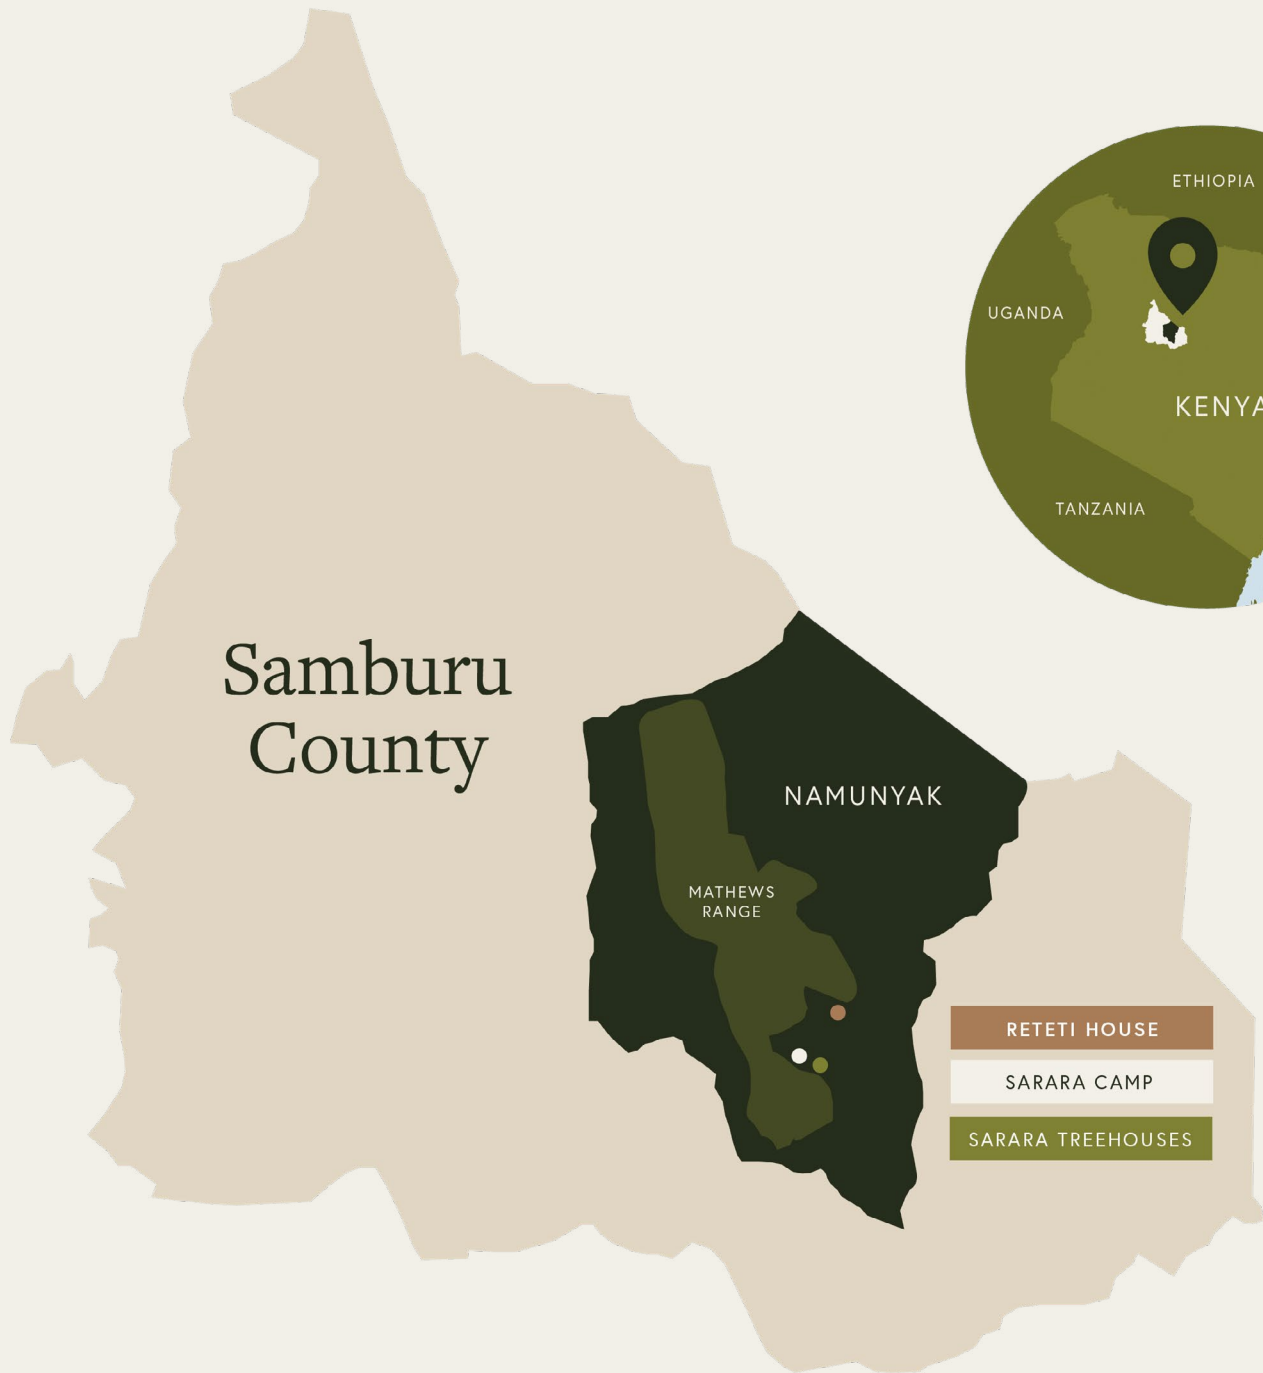 ETHIOPIA
UGANDA
KENYA
TANZANIA
Samburu
County
NAMUNYAK
MATHEWS
RANGE
RETETI HOUSE
SARARA CAMP
SARARA TREEHOUSES